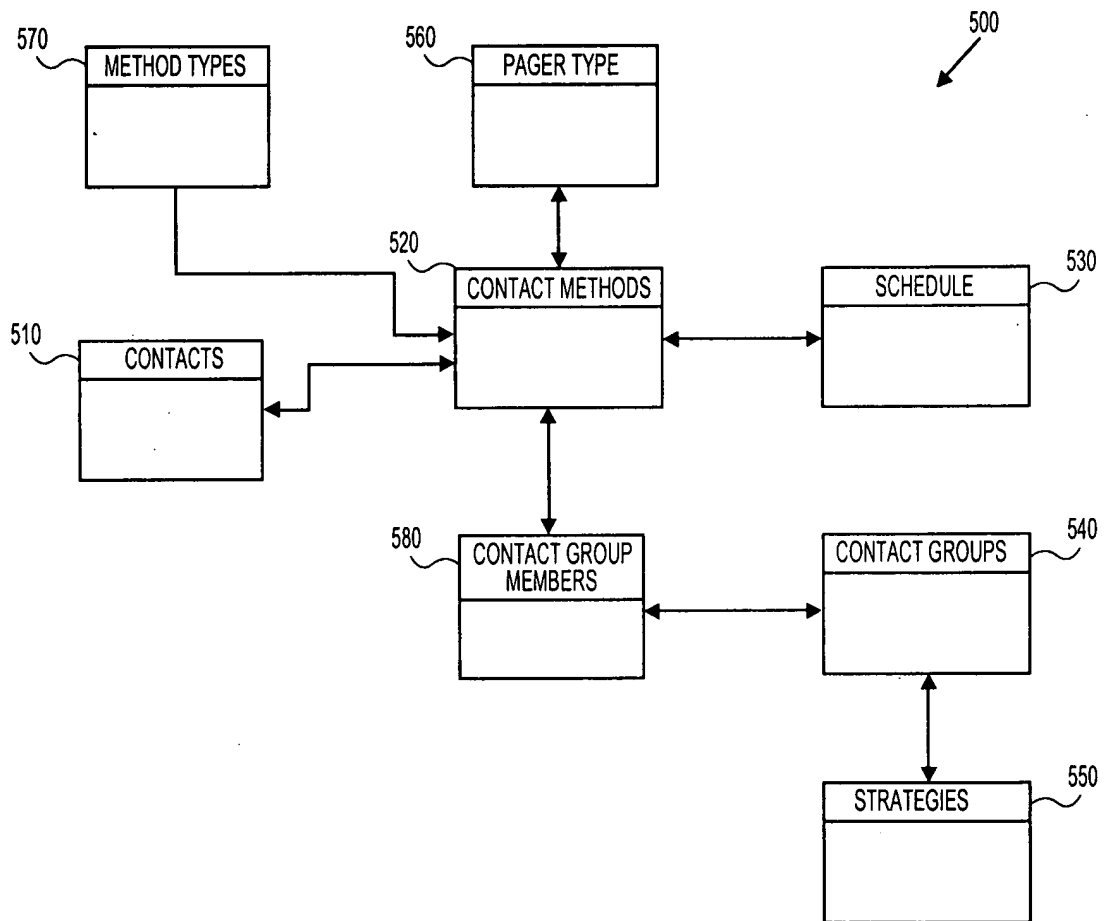 500
570
METHOD TYPES
560
PAGER TYPE
520
CONTACT METHODS
530
SCHEDULE
510
CONTACTS
580
CONTACT GROUP
MEMBERS
540
CONTACT GROUPS
550
STRATEGIES